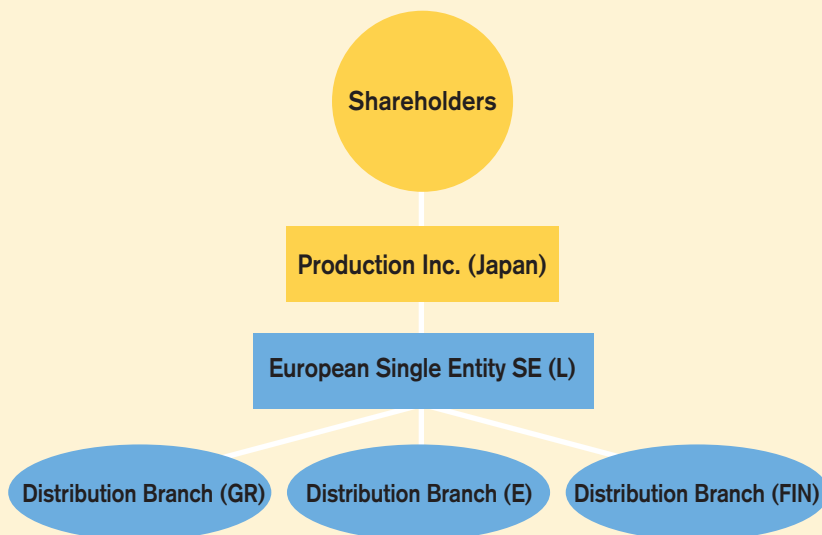 Shareholders
Production Inc. (Japan)
European Single Entity SE (L)
Distribution Branch (GR)
Distribution Branch (E)
Distribution Branch (FIN)